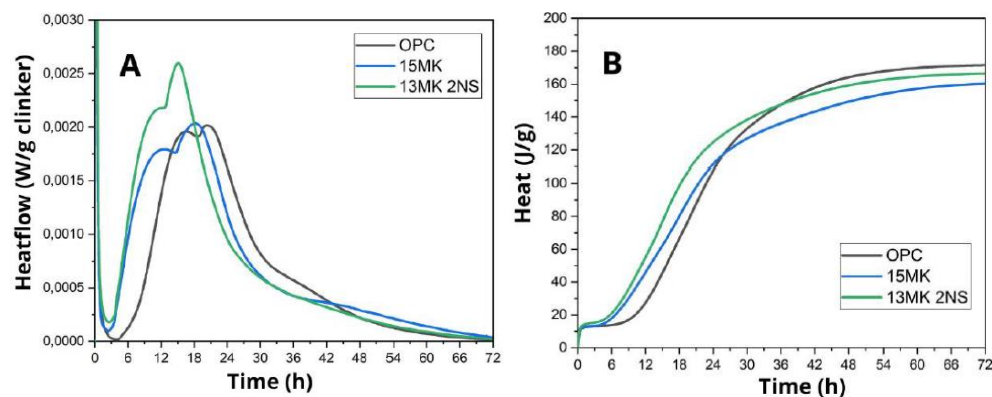 A
Heatflow (W/g clinker)
0,0030
0,0025
0,0020
0,0015
0,0010
0,0005
0,0000
OPC
15MK
13MK 2NS
0 6 12 18 24 30 36 42 48 54 60 66 72
Time (h)
B
Heat (J/g)
200
180
160
140
120
100
80
60
40
20
0
OPC
15MK
13MK 2NS
0 6 12 18 24 30 36 42 48 54 60 66 72
Time (h)